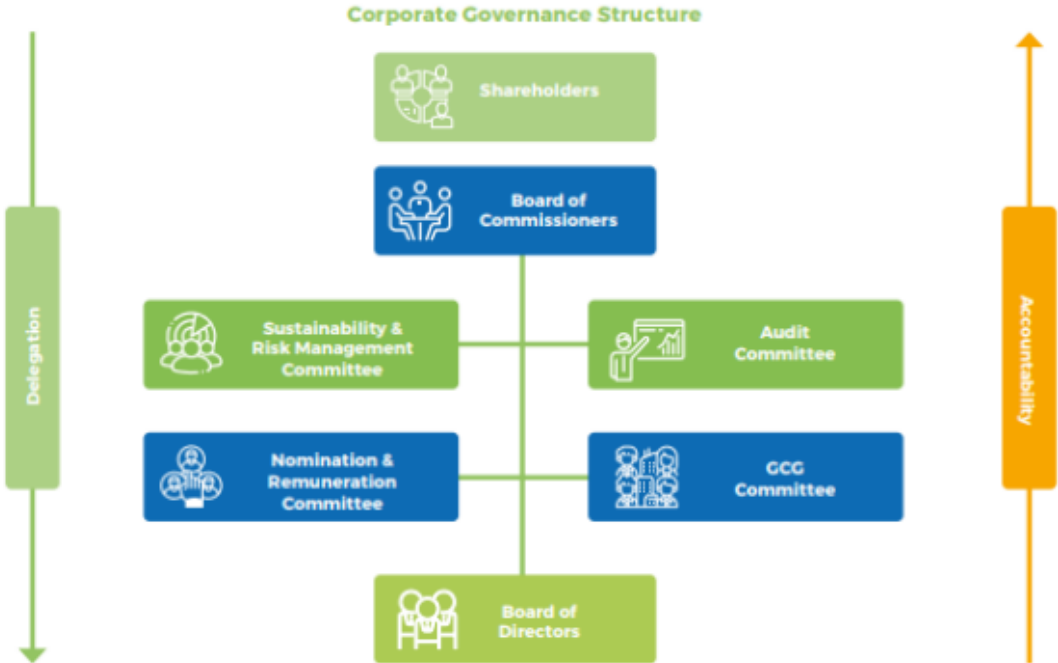 Corporate Governance Structure
Shareholders
Board of
Commissioners
Sustainability &
Risk Management
Committee
Audit
Committee
Nomination &
Remuneration
Committee
GCG
Committee
Board of
Directors
Delegation
Accountability